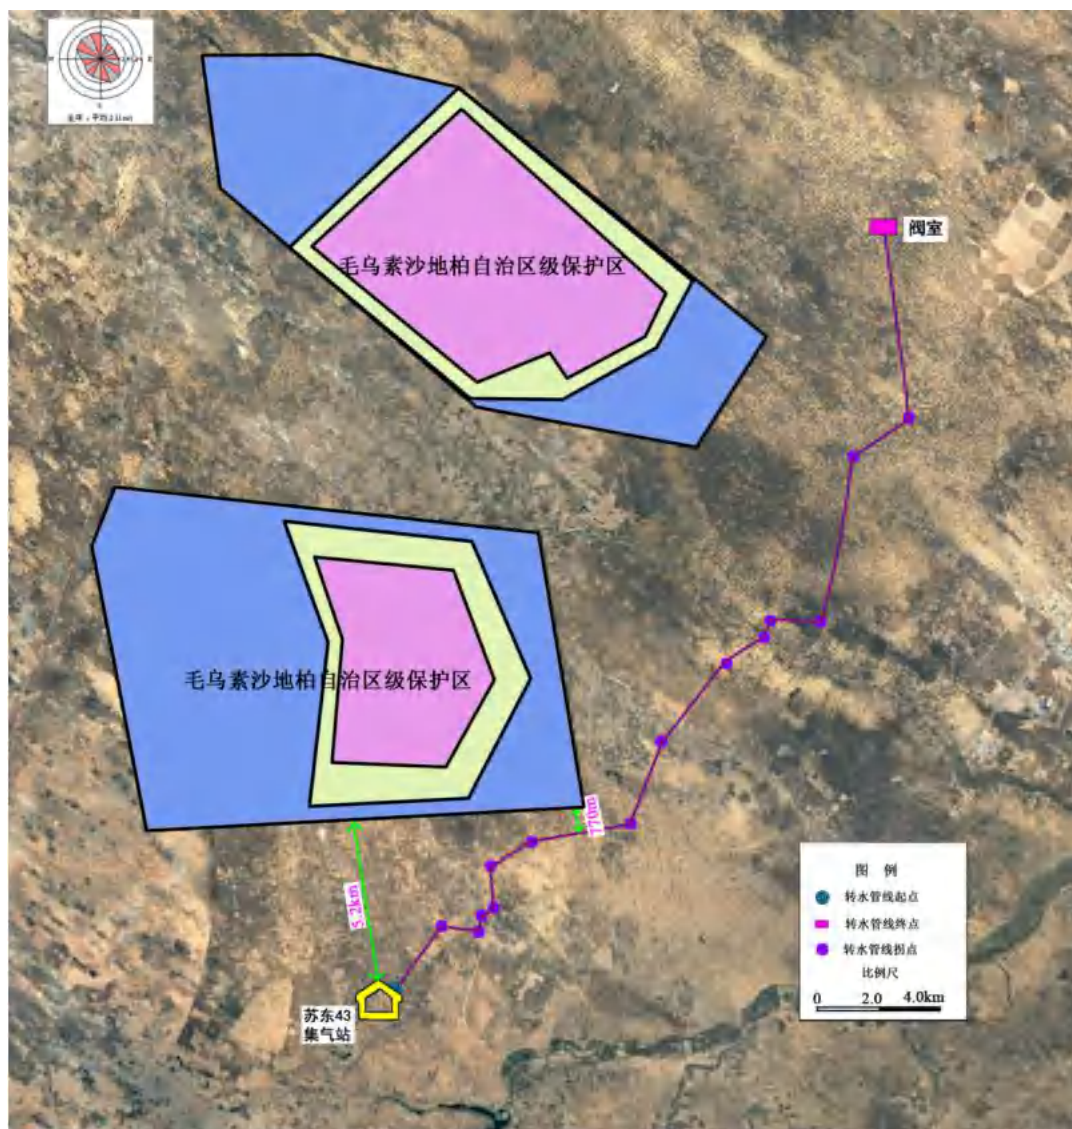 阀室
毛乌素沙地柏自治区级保护区
毛乌素沙地柏自治区级保护区
770m
5.2km
苏东43
集气站
图 例
转水管线起点
转水管线终点
转水管线拐点
比例尺
0 2.0 4.0km